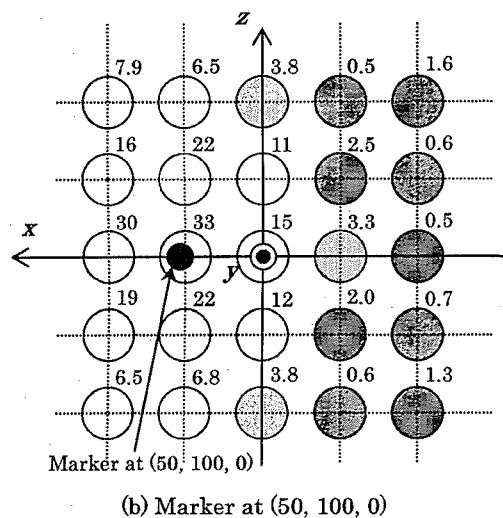 z
7.9 6.5 3.8 0.5 1.6
16 22 11 2.5 0.6
x 30 33 15 3.3 0.5
y
19 22 12 2.0 0.7
6.5 6.8 3.8 0.6 1.3
Marker at (50, 100, 0)
(b) Marker at (50, 100, 0)